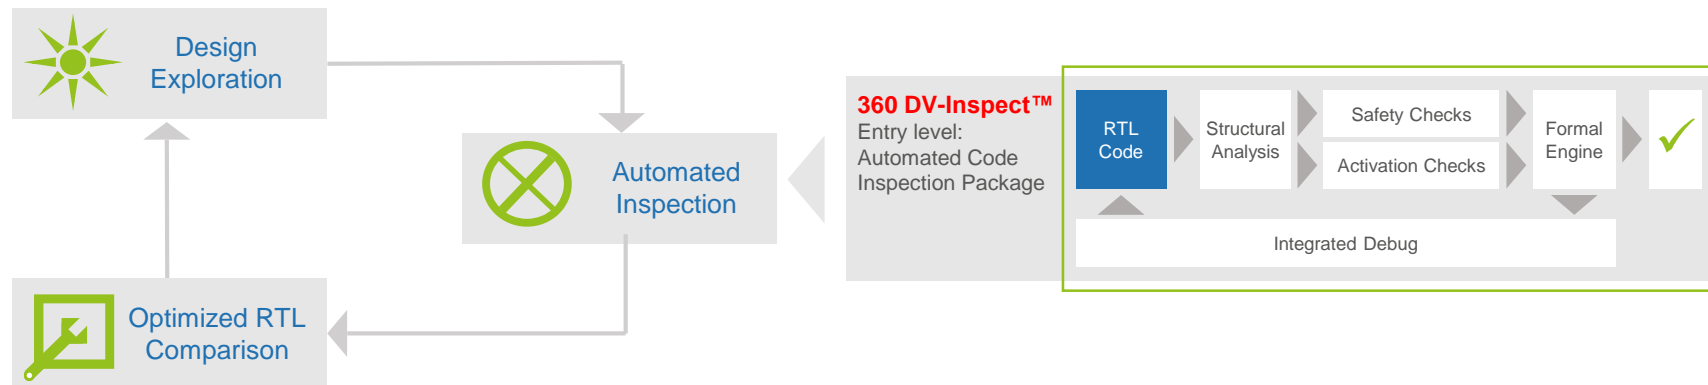 Design
Exploration
Automated
Inspection
Optimized RTL
Comparison
360 DV-Inspect™
Entry level:
Automated Code
Inspection Package
RTL
Code
Structural
Analysis
Safety Checks
Activation Checks
Formal
Engine
Integrated Debug